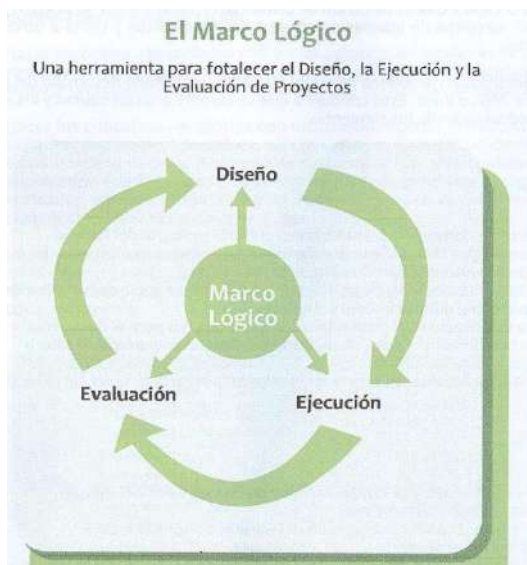 El Marco Lógico
Una herramienta para fotalecer el Diseño, la Ejecución y la
Evaluación de Proyectos
Diseño
Marco
Lógico
Evaluación
Ejecución